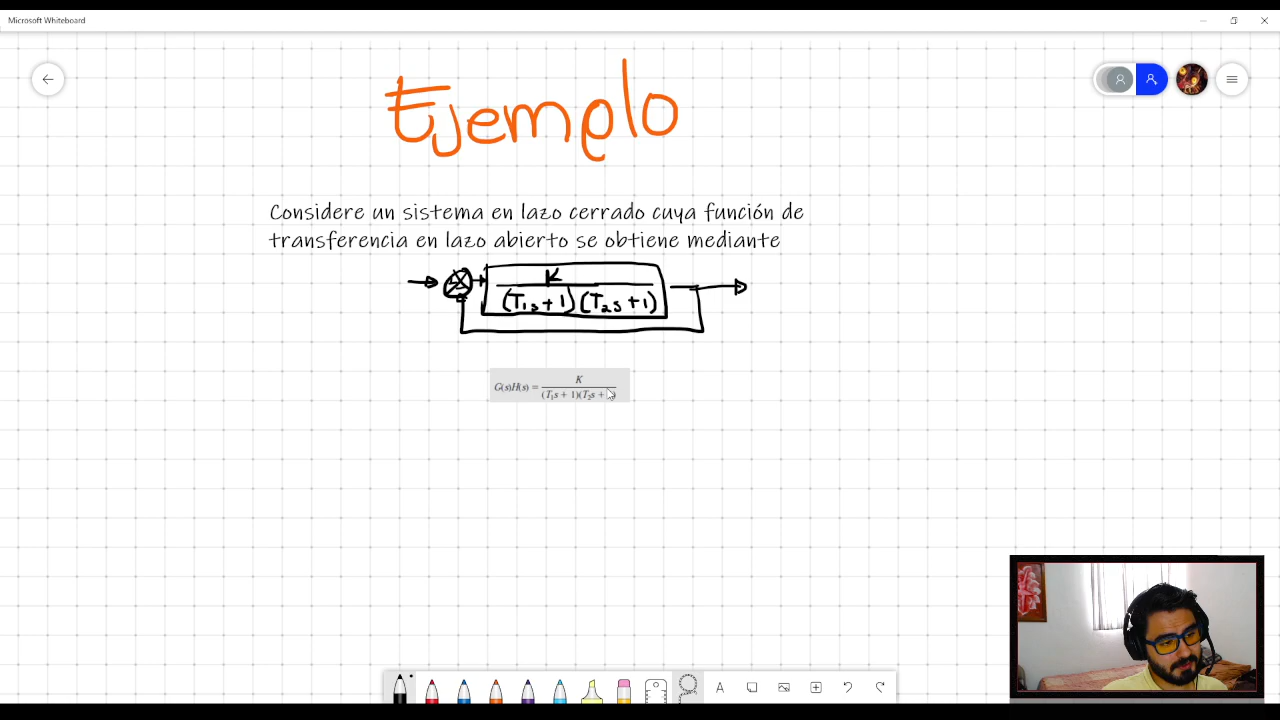 Microsoft Whiteboard
Ejemplo
Considere un sistema en lazo cerrado cuya función de
transferencia en lazo abierto se obtiene mediante
K
(T₁s + 1) (T₂s + 1)
G(s)H(s) = K
(T₁s + 1)(T₂s +
A